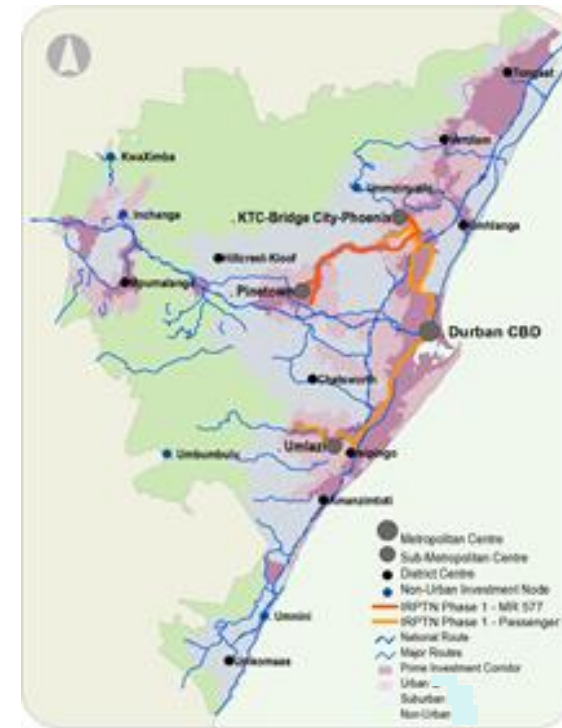 Tongaat
Amdlam
KwaXimba
Inchanga
. KTC-Bridge City-Phoenix
Umhlanga
Hillcrest-Kloof
Mpumalanga
. Pinetown
Durban CBD
Chatsworth
. Umlazi
Isipingo
Umbumbulu
Amanzimtoti
Umnini
Umkomaas
Metropolitan Centre
Sub-Metropolitan Centre
District Centre
Non-Urban Investment Node
IRPTN Phase 1 - MR 577
IRPTN Phase 1 - Passenger
National Route
Major Routes
Prime Investment Corridor
Urban
Suburban
Non-Urban